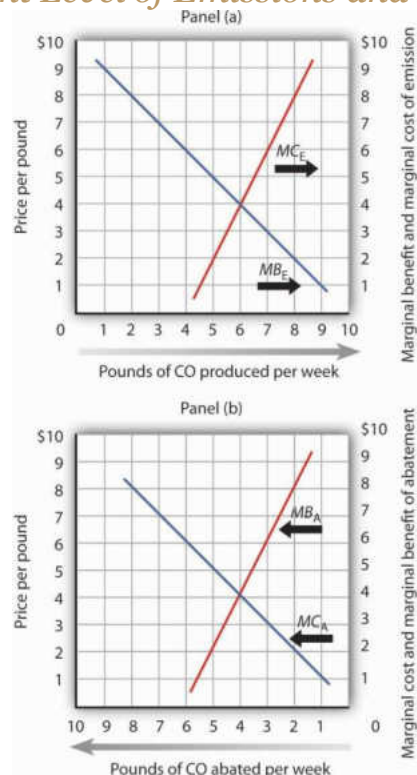 nt Level of Emissions and
Panel (a)
Price per pound
$10
9
8
7
6
5
4
3
2
1
MC_E
MB_E
$10
9
8
7
6
5
4
3
2
1
Marginal benefit and marginal cost of emission
0 1 2 3 4 5 6 7 8 9 10
Pounds of CO produced per week
Panel (b)
Price per pound
$10
9
8
7
6
5
4
3
2
1
MB_A
MC_A
$10
9
8
7
6
5
4
3
2
1
Marginal cost and marginal benefit of abatement
10 9 8 7 6 5 4 3 2 1 0
Pounds of CO abated per week